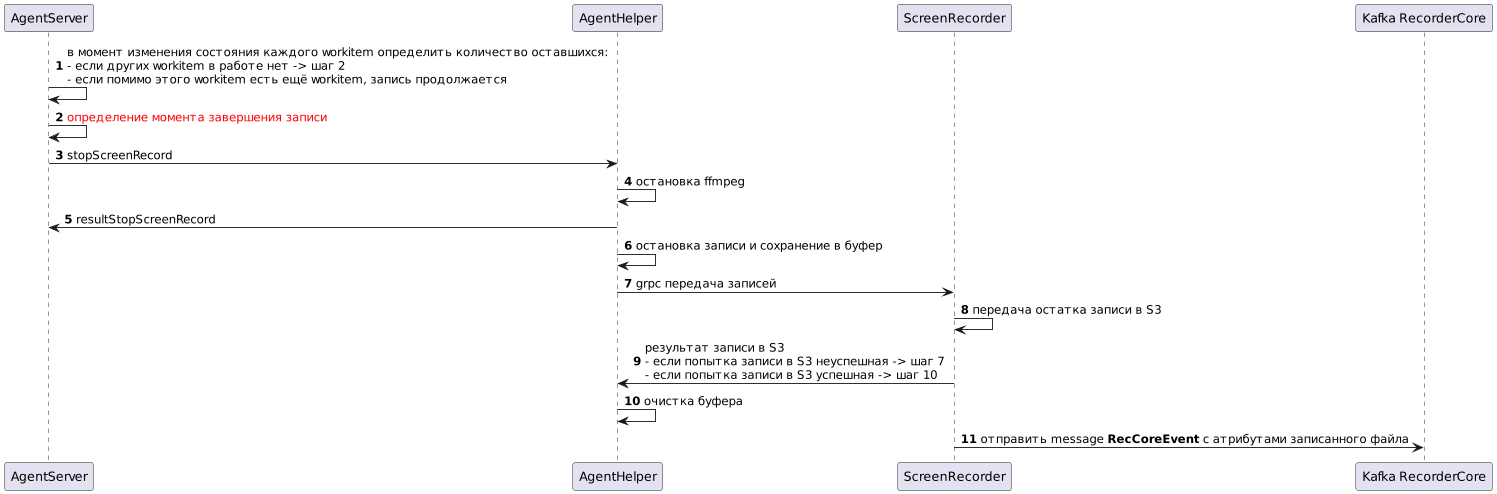 AgentServer
AgentHelper
ScreenRecorder
Kafka RecorderCore
в момент изменения состояния каждого workitem определить количество оставшихся:
1 - если других workitem в работе нет -> шаг 2
- если помимо этого workitem есть ещё workitem, запись продолжается
2 определение момента завершения записи
3 stopScreenRecord
4 остановка ffmpeg
5 resultStopScreenRecord
6 остановка записи и сохранение в буфер
7 grpc передача записей
8 передача остатка записи в S3
результат записи в S3
9 - если попытка записи в S3 неуспешная -> шаг 7
- если попытка записи в S3 успешная -> шаг 10
10 очистка буфера
11 отправить message RecCoreEvent с атрибутами записанного файла
AgentServer
AgentHelper
ScreenRecorder
Kafka RecorderCore